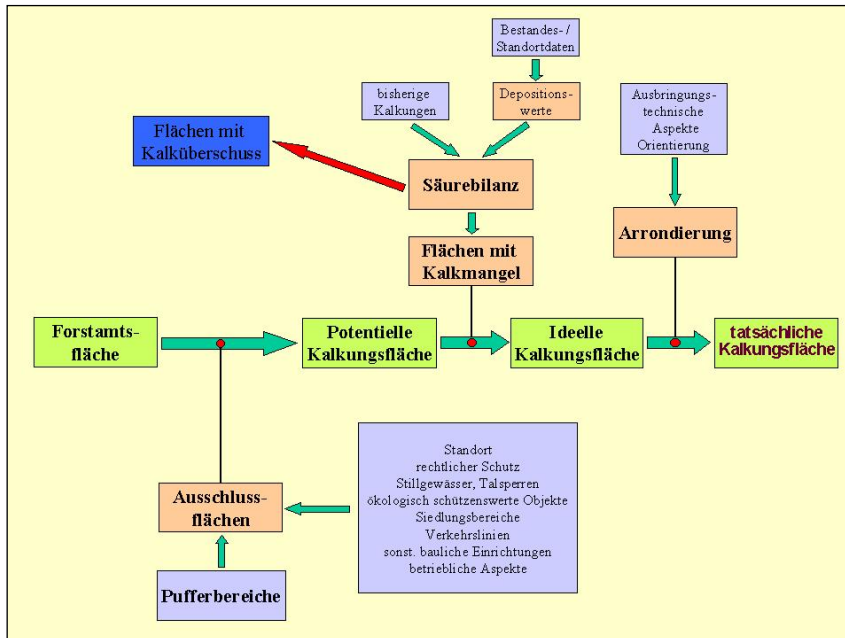 Bestandes- /
Standortdaten
bisherige
Kalkungen
Depositions-
werte
Ausbringungs-
technische
Aspekte
Orientierung
Flächen mit
Kalküberschuss
Säurebilanz
Arrondierung
Flächen mit
Kalkmangel
Forstamts-
fläche
Potentielle
Kalkungsfläche
Ideelle
Kalkungsfläche
tatsächliche
Kalkungsfläche
Ausschluss-
flächen
Standort
rechtlicher Schutz
Stillgewässer, Talsperren
ökologisch schützenswerte Objekte
Siedlungsbereiche
Verkehrslinien
sonst. bauliche Einrichtungen
betriebliche Aspekte
Pufferbereiche